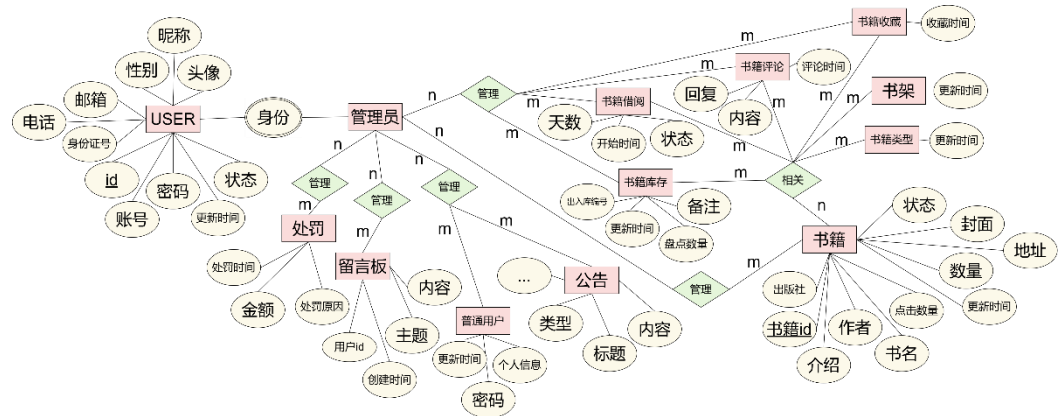 昵称
性别
头像
邮箱
电话
USER
身份
管理员
身份证号
id
密码
状态
账号
更新时间
n
管理
m
处罚
处罚时间
金额
处罚原因
n
管理
m
留言板
内容
主题
用户id
创建时间
n
管理
m
普通用户
更新时间
个人信息
密码
m
公告
...
类型
标题
内容
n
管理
m
书籍收藏
收藏时间
m
书籍评论
评论时间
回复
内容
m
书籍借阅
天数
开始时间
状态
m
书籍库存
出入库编号
备注
更新时间
盘点数量
m
m
m
书架
更新时间
m
书籍类型
更新时间
m
m
相关
n
n
m
管理
m
书籍
状态
封面
地址
数量
更新时间
点击数量
出版社
书籍id
作者
介绍
书名